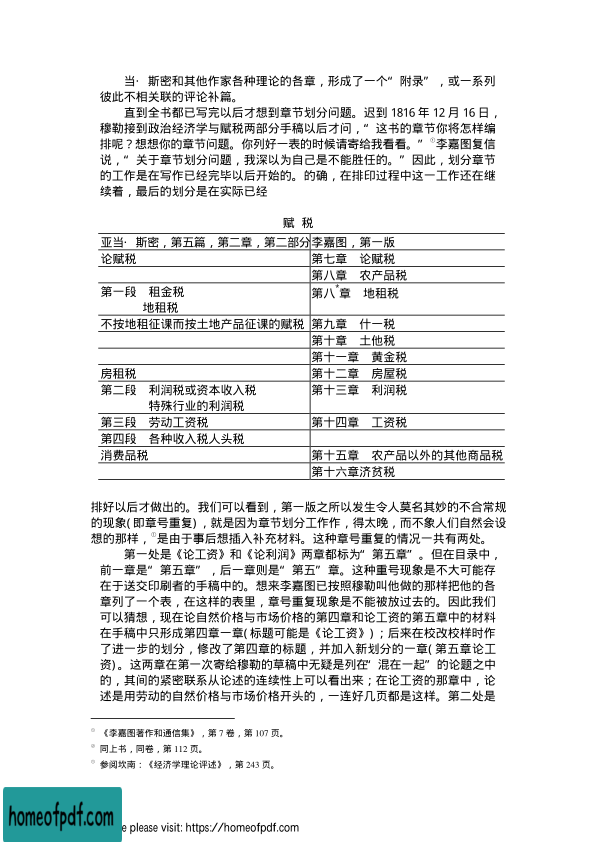 当·斯密和其他作家各种理论的各章，形成了一个“附录”，或一系列
彼此不相关联的评论补篇。
直到全书都已写完以后才想到章节划分问题。迟到 1816 年 12 月 16 日，
穆勒接到政治经济学与赋税两部分手稿以后才问，“这书的章节你将怎样编
排呢？想想你的章节问题。你列好一表的时候请寄给我看看。”①李嘉图复信
说，“关于章节划分问题，我深以为自己是不能胜任的。”因此，划分章节
的工作是在写作已经完毕以后开始的。的确，在排印过程中这一工作还在继
续着，最后的划分是在实际已经
赋 税
亚当·斯密，第五篇，第二章，第二部分 李嘉图，第一版
论赋税 第七章 论赋税
第八章 农产品税
第一段 租金税 第八*章 地租税
地租税
不按地租征课而按土地产品征课的赋税 第九章 什一税
第十章 土他税
第十一章 黄金税
房租税 第十二章 房屋税
第二段 利润税或资本收入税 第十三章 利润税
特殊行业的利润税
第三段 劳动工资税 第十四章 工资税
第四段 各种收入税人头税
消费品税 第十五章 农产品以外的其他商品税
第十六章济贫税
排好以后才做出的。我们可以看到，第一版之所以发生令人莫名其妙的不合常规
的现象(即章号重复)，就是因为章节划分工作作，得太晚，而不象人们自然会设
想的那样，①是由于事后想插入补充材料。这种章号重复的情况一共有两处。
第一处是《论工资》和《论利润》两章都标为“第五章”。但在目录中，
前一章是“第五章”，后一章则是“第五”章。这种重号现象是不大可能存
在于送交印刷者的手稿中的。想来李嘉图已按照穆勒叫他做的那样把他的各
章列了一个表，在这样的表里，章号重复现象是不能被放过去的。因此我们
可以猜想，现在论自然价格与市场价格的第四章和论工资的第五章中的材料
在手稿中只形成第四章一章(标题可能是《论工资》)；后来在校改校样时作
了进一步的划分，修改了第四章的标题，并加入新划分的一章(第五章论工
资)。这两章在第一次寄给穆勒的草稿中无疑是列在“混在一起”的论题之中
的，其间的紧密联系从论述的连续性上可以看出来；在论工资的那章中，论
述是用劳动的自然价格与市场价格开头的，一连好几页都是这样。第二处是
《李嘉图著作和通信集》，第 7 卷，第 107 页。
同上书，同卷，第 112 页。
参阅坎南：《经济学理论评述》，第 243 页。
homeofpdf.com
e please visit: https://homeofpdf.com